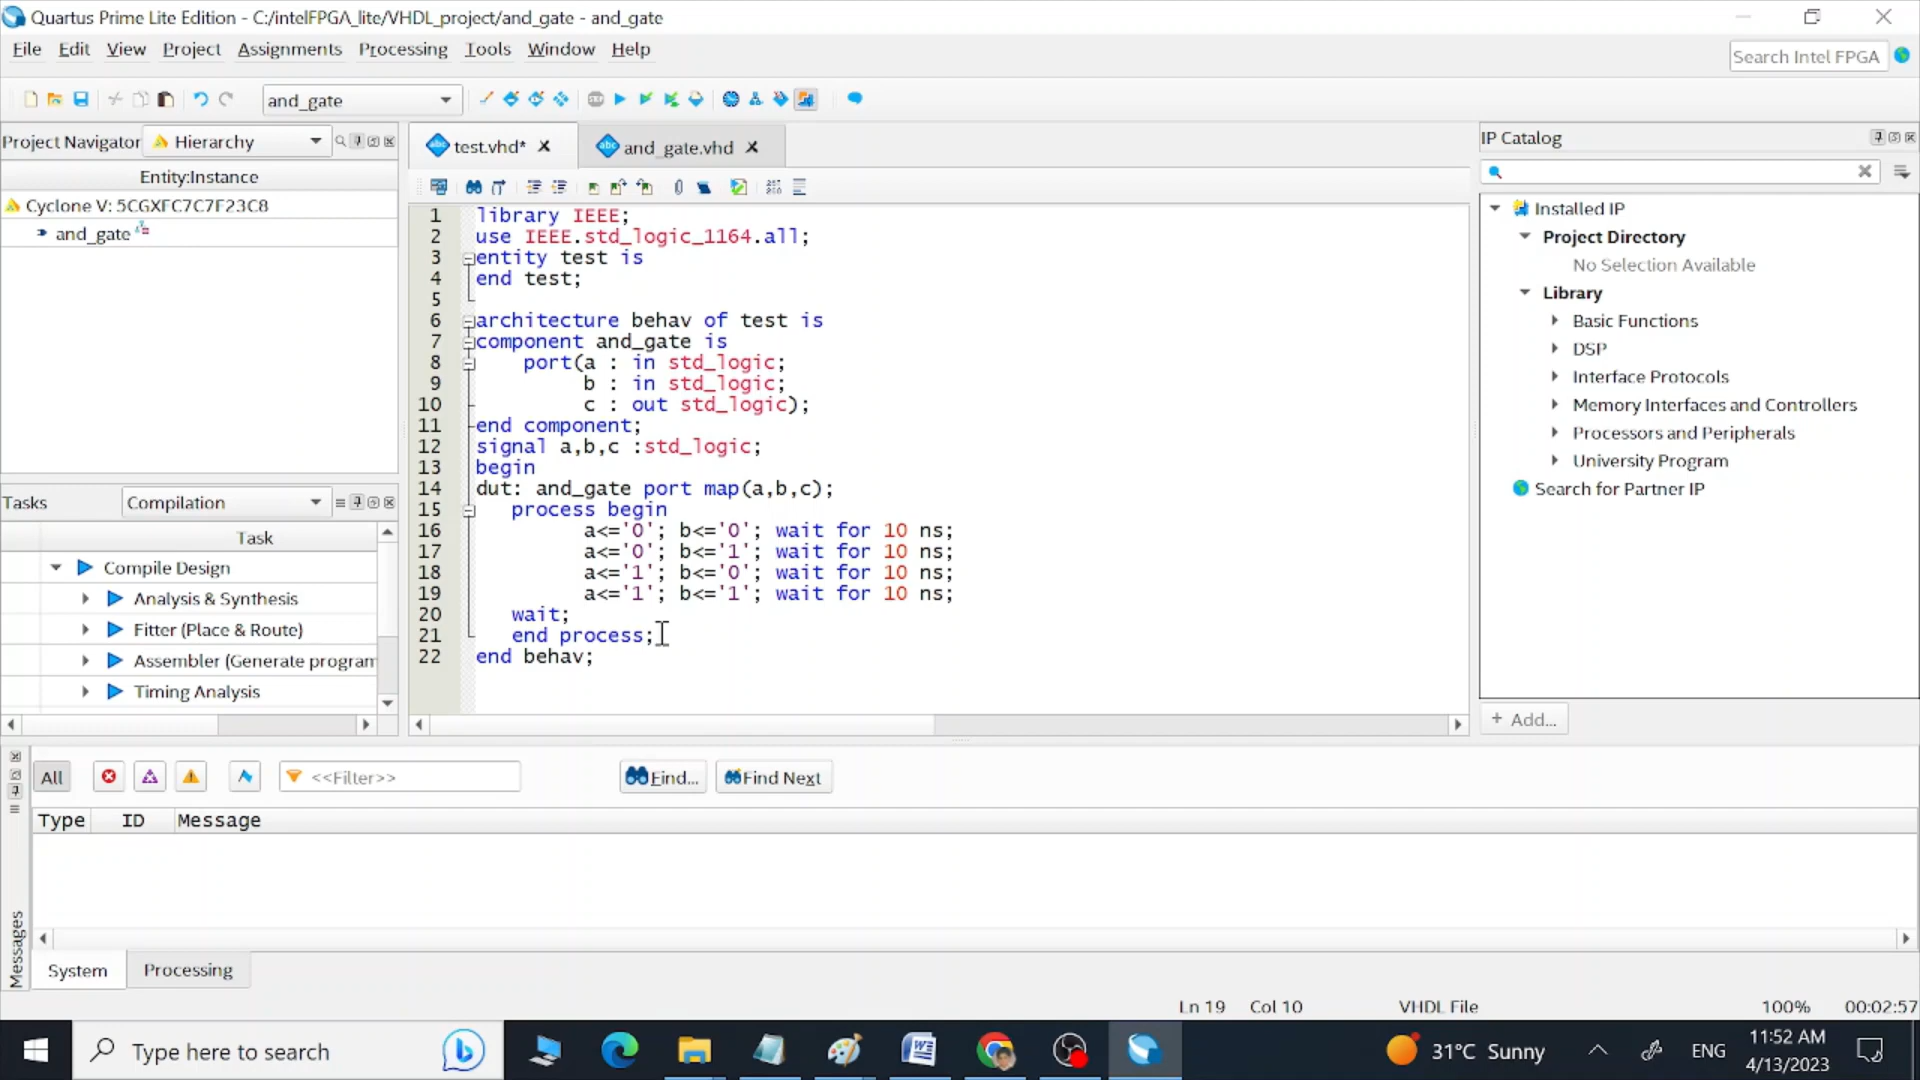 Quartus Prime Lite Edition - C:/intelFPGA_lite/VHDL_project/and_gate - and_gate
File Edit View Project Assignments Processing Tools Window Help
Search Intel FPGA
and_gate
Project Navigator Hierarchy
Entity:Instance
Cyclone V: 5CGXFC7C7F23C8
and_gate
Tasks Compilation
Task
Compile Design
Analysis & Synthesis
Fitter (Place & Route)
Assembler (Generate program
Timing Analysis
test.vhd* and_gate.vhd
1 library IEEE;
2 use IEEE.std_logic_1164.all;
3 entity test is
4 end test;
5
6 architecture behav of test is
7 component and_gate is
8 port(a : in std_logic;
9 b : in std_logic;
10 c : out std_logic);
11 end component;
12 signal a,b,c :std_logic;
13 begin
14 dut: and_gate port map(a,b,c);
15 process begin
16 a<='0'; b<='0'; wait for 10 ns;
17 a<='0'; b<='1'; wait for 10 ns;
18 a<='1'; b<='0'; wait for 10 ns;
19 a<='1'; b<='1'; wait for 10 ns;
20 wait;
21 end process;
22 end behav;
IP Catalog
Installed IP
Project Directory
No Selection Available
Library
Basic Functions
DSP
Interface Protocols
Memory Interfaces and Controllers
Processors and Peripherals
University Program
Search for Partner IP
+ Add...
All <<Filter>> Find... Find Next
Type ID Message
Messages
System Processing
Ln 19 Col 10 VHDL File 100% 00:02:57
Type here to search
31°C Sunny
ENG
11:52 AM
4/13/2023